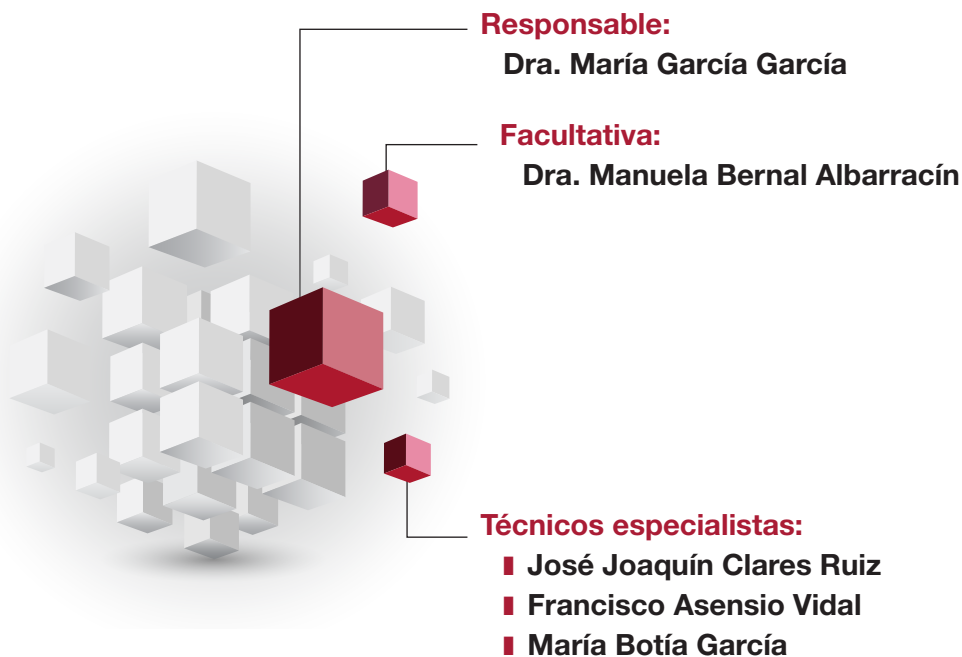 Responsable:
Dra. María García García
Facultativa:
Dra. Manuela Bernal Albarracín
Técnicos especialistas:
José Joaquín Clares Ruiz
Francisco Asensio Vidal
María Botía García